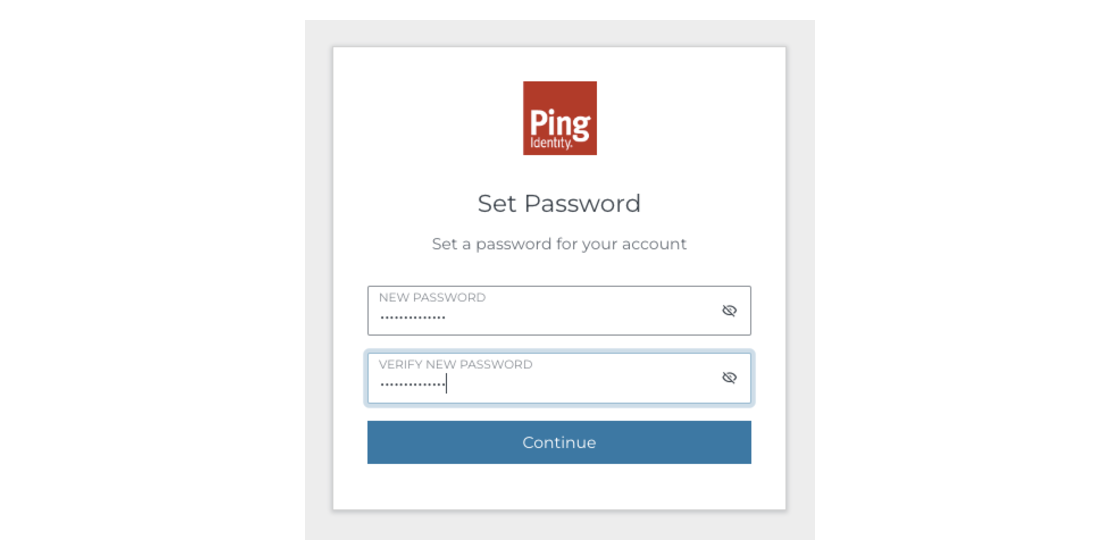 Ping
Identity.
Set Password
Set a password for your account
NEW PASSWORD
••••••••••••••
VERIFY NEW PASSWORD
••••••••••••••
Continue